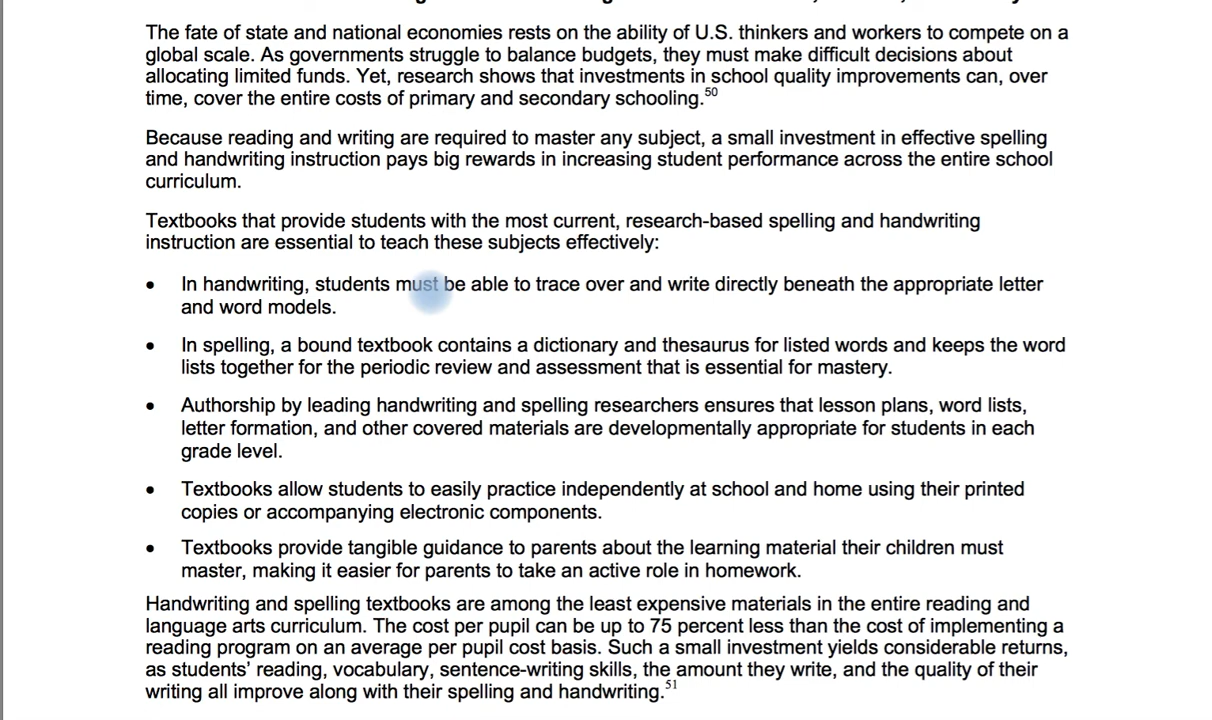 The fate of state and national economies rests on the ability of U.S. thinkers and workers to compete on a
global scale. As governments struggle to balance budgets, they must make difficult decisions about
allocating limited funds. Yet, research shows that investments in school quality improvements can, over
time, cover the entire costs of primary and secondary schooling.50
Because reading and writing are required to master any subject, a small investment in effective spelling
and handwriting instruction pays big rewards in increasing student performance across the entire school
curriculum.
Textbooks that provide students with the most current, research-based spelling and handwriting
instruction are essential to teach these subjects effectively:
• In handwriting, students must be able to trace over and write directly beneath the appropriate letter
and word models.
• In spelling, a bound textbook contains a dictionary and thesaurus for listed words and keeps the word
lists together for the periodic review and assessment that is essential for mastery.
• Authorship by leading handwriting and spelling researchers ensures that lesson plans, word lists,
letter formation, and other covered materials are developmentally appropriate for students in each
grade level.
• Textbooks allow students to easily practice independently at school and home using their printed
copies or accompanying electronic components.
• Textbooks provide tangible guidance to parents about the learning material their children must
master, making it easier for parents to take an active role in homework.
Handwriting and spelling textbooks are among the least expensive materials in the entire reading and
language arts curriculum. The cost per pupil can be up to 75 percent less than the cost of implementing a
reading program on an average per pupil cost basis. Such a small investment yields considerable returns,
as students' reading, vocabulary, sentence-writing skills, the amount they write, and the quality of their
writing all improve along with their spelling and handwriting.51